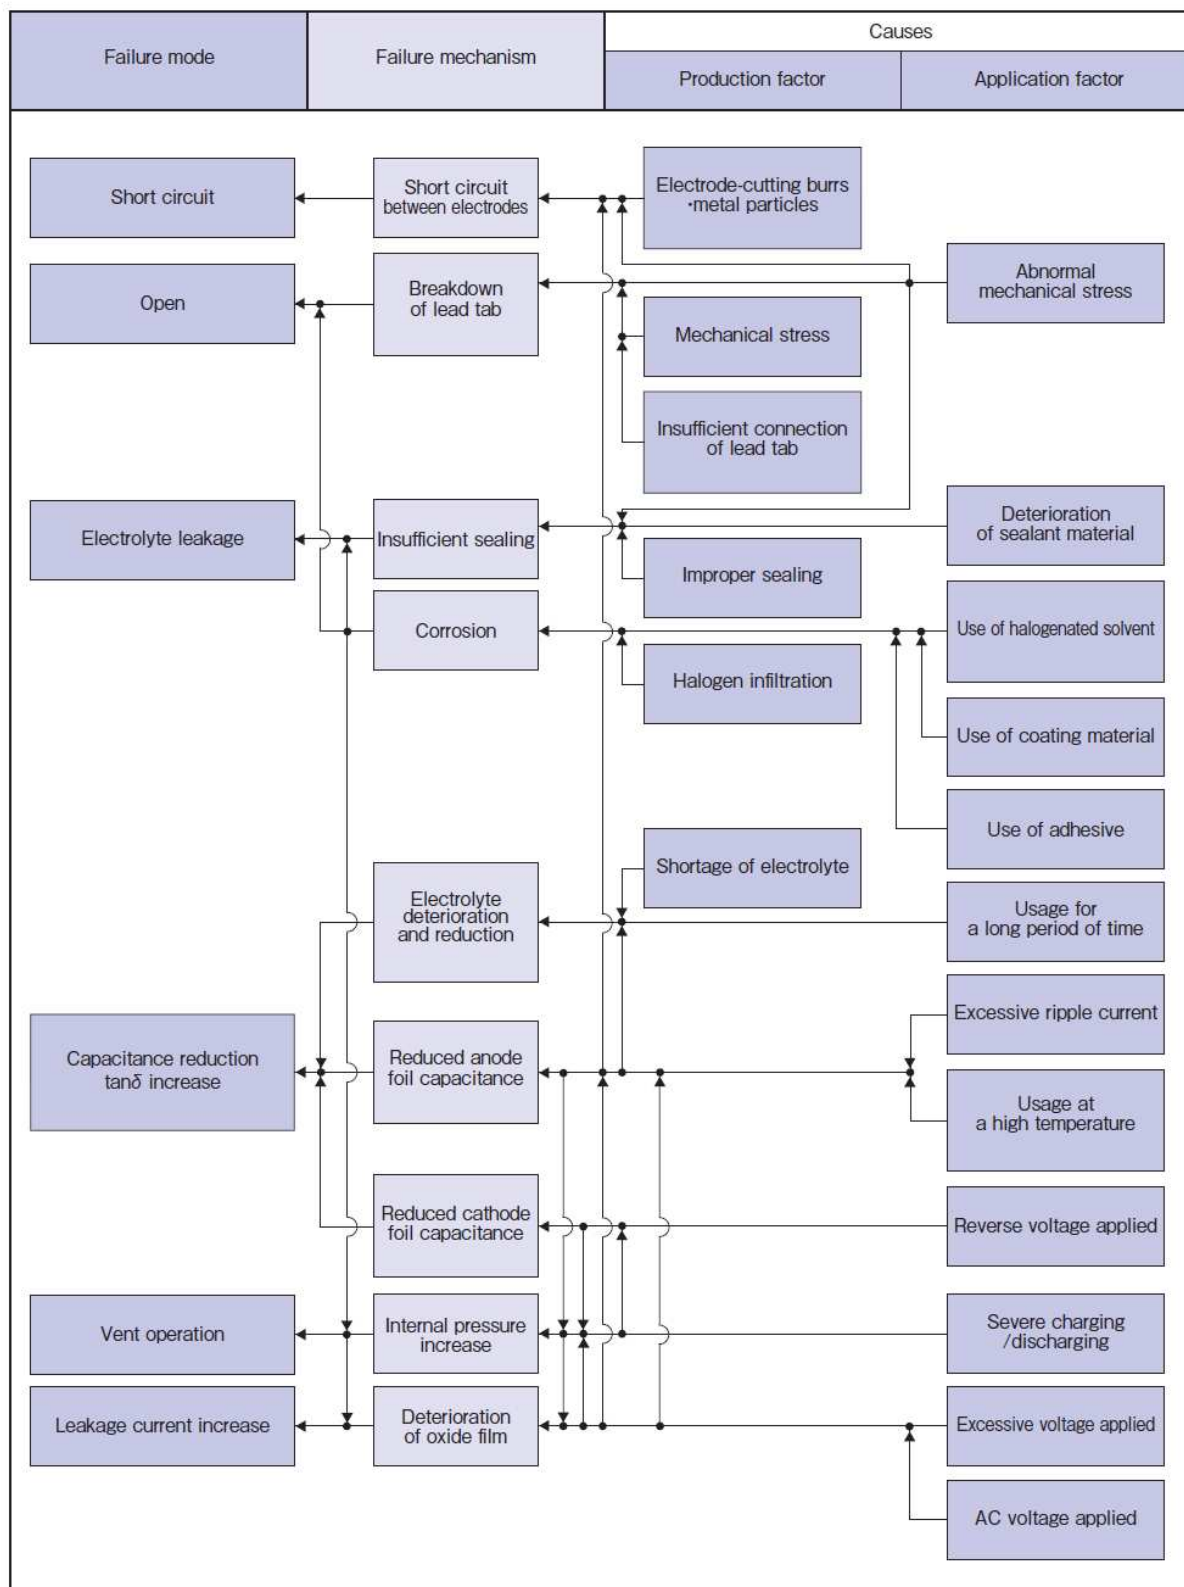 Causes
Failure mode
Failure mechanism
Production factor
Application factor
Short circuit
Short circuit
between electrodes
Electrode-cutting burrs
·metal particles
Abnormal
mechanical stress
Open
Breakdown
of lead tab
Mechanical stress
Insufficient connection
of lead tab
Electrolyte leakage
Insufficient sealing
Deterioration
of sealant material
Improper sealing
Corrosion
Use of halogenated solvent
Halogen infiltration
Use of coating material
Use of adhesive
Shortage of electrolyte
Electrolyte
deterioration
and reduction
Usage for
a long period of time
Excessive ripple current
Capacitance reduction
tanδ increase
Reduced anode
foil capacitance
Usage at
a high temperature
Reduced cathode
foil capacitance
Reverse voltage applied
Vent operation
Internal pressure
increase
Severe charging
/discharging
Leakage current increase
Deterioration
of oxide film
Excessive voltage applied
AC voltage applied